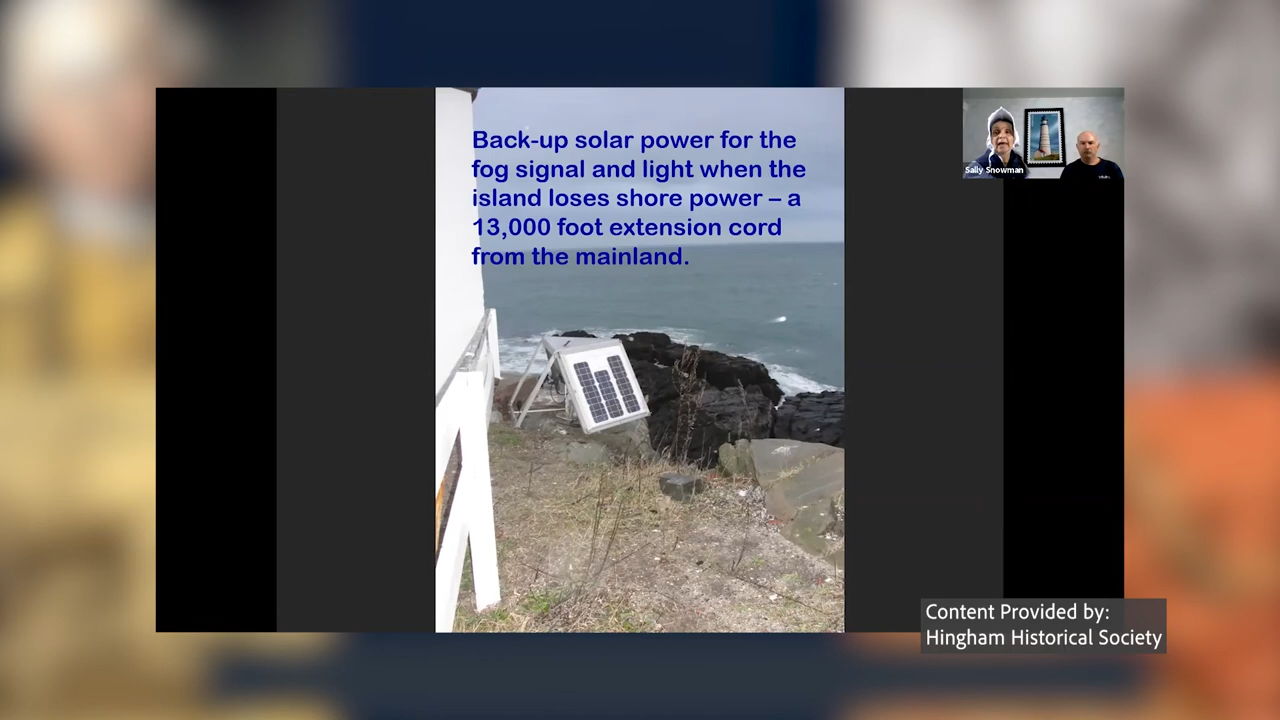 Back-up solar power for the
fog signal and light when the
island loses shore power – a
13,000 foot extension cord
from the mainland.
Sally Snowman
Content Provided by:
Hingham Historical Society